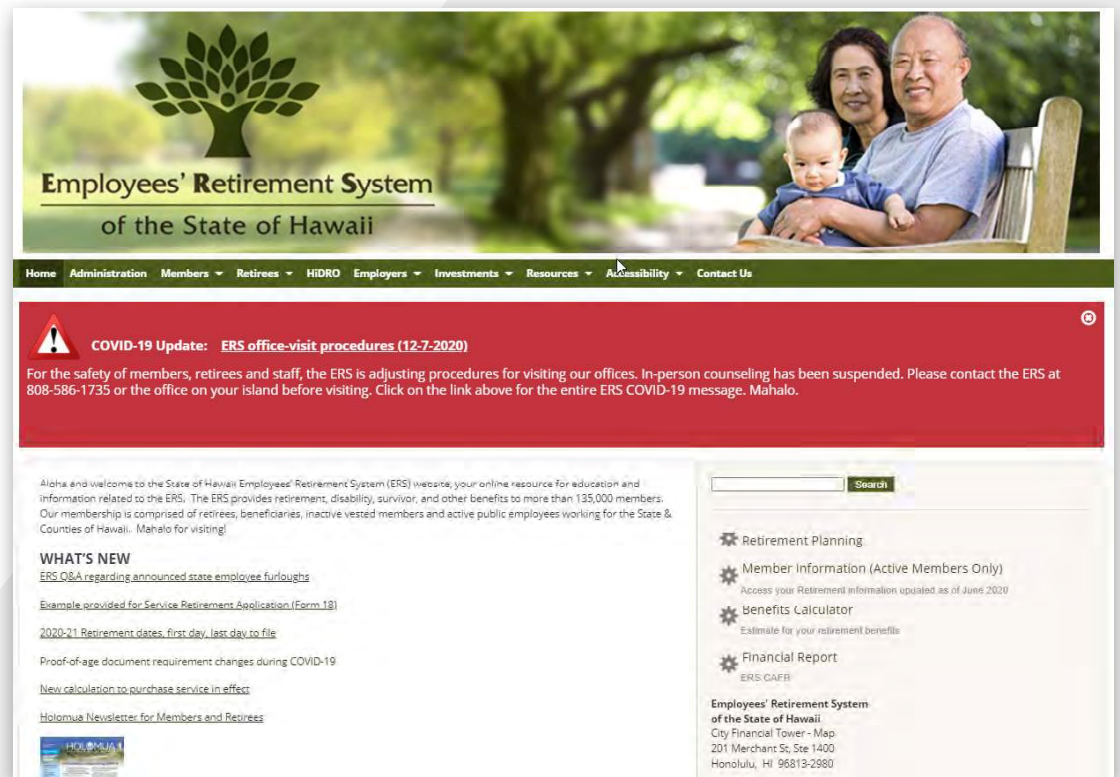 Employees' Retirement System
of the State of Hawaii
Home Administration Members Retirees HiDRO Employers Investments Resources Accessibility Contact Us
COVID-19 Update: ERS office-visit procedures (12-7-2020)
For the safety of members, retirees and staff, the ERS is adjusting procedures for visiting our offices. In-person counseling has been suspended. Please contact the ERS at
808-586-1735 or the office on your island before visiting. Click on the link above for the entire ERS COVID-19 message. Mahalo.
Aloha and welcome to the State of Hawaii Employees' Retirement System (ERS) website, your online resource for education and
information related to the ERS. The ERS provides retirement, disability, survivor, and other benefits to more than 135,000 members.
Our membership is comprised of retirees, beneficiaries, inactive vested members and active public employees working for the State &
Counties of Hawaii. Mahalo for visiting!
WHAT'S NEW
ERS Q&A regarding announced state employee furloughs
Example provided for Service Retirement Application (Form 18)
2020-21 Retirement dates, first day, last day to file
Proof-of-age document requirement changes during COVID-19
New calculation to purchase service in effect
Holomua Newsletter for Members and Retirees
HOLOMUA
Search
Retirement Planning
Member Information (Active Members Only)
Access your Retirement information updated as of June 2020
Benefits Calculator
Estimate for your retirement benefits
Financial Report
ERS CAFR
Employees' Retirement System
of the State of Hawaii
City Financial Tower - Map
201 Merchant St, Ste 1400
Honolulu, HI 96813-2980